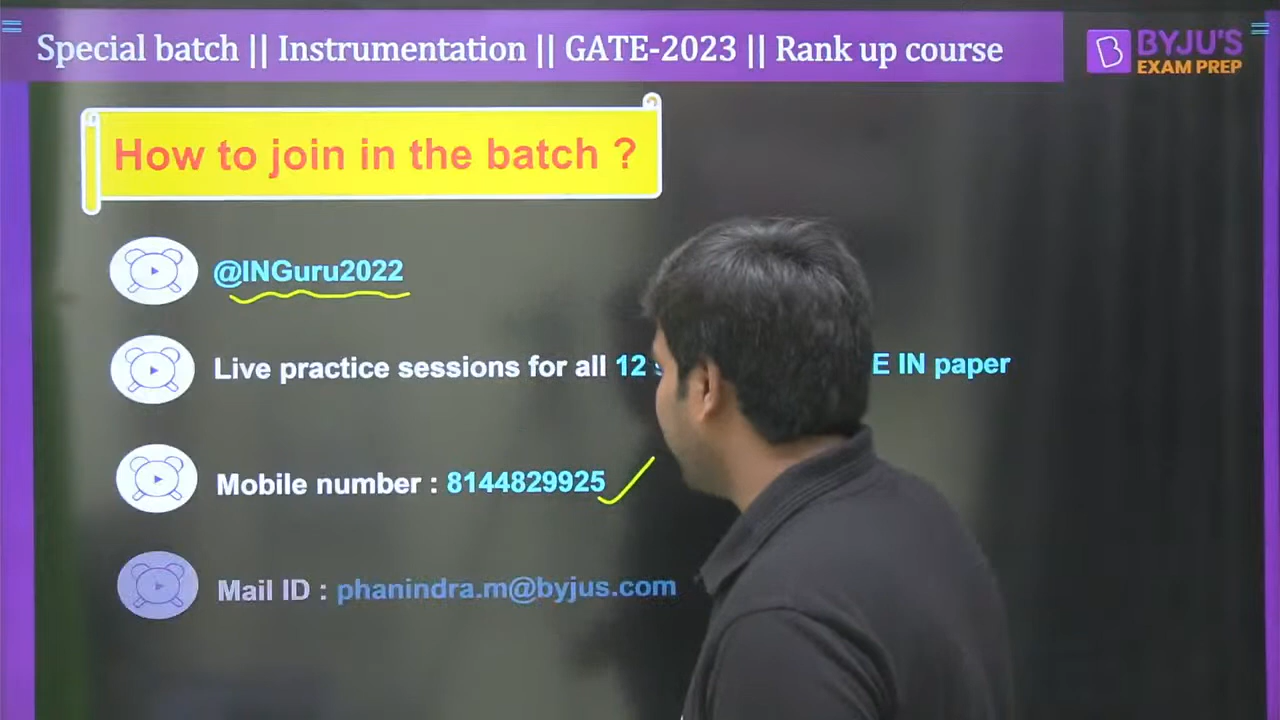 Special batch || Instrumentation || GATE-2023 || Rank up course
BYJU'S
EXAM PREP
How to join in the batch ?
@INGuru2022
Live practice sessions for all 12 E IN paper
Mobile number : 8144829925
Mail ID : phanindra.m@byjus.com